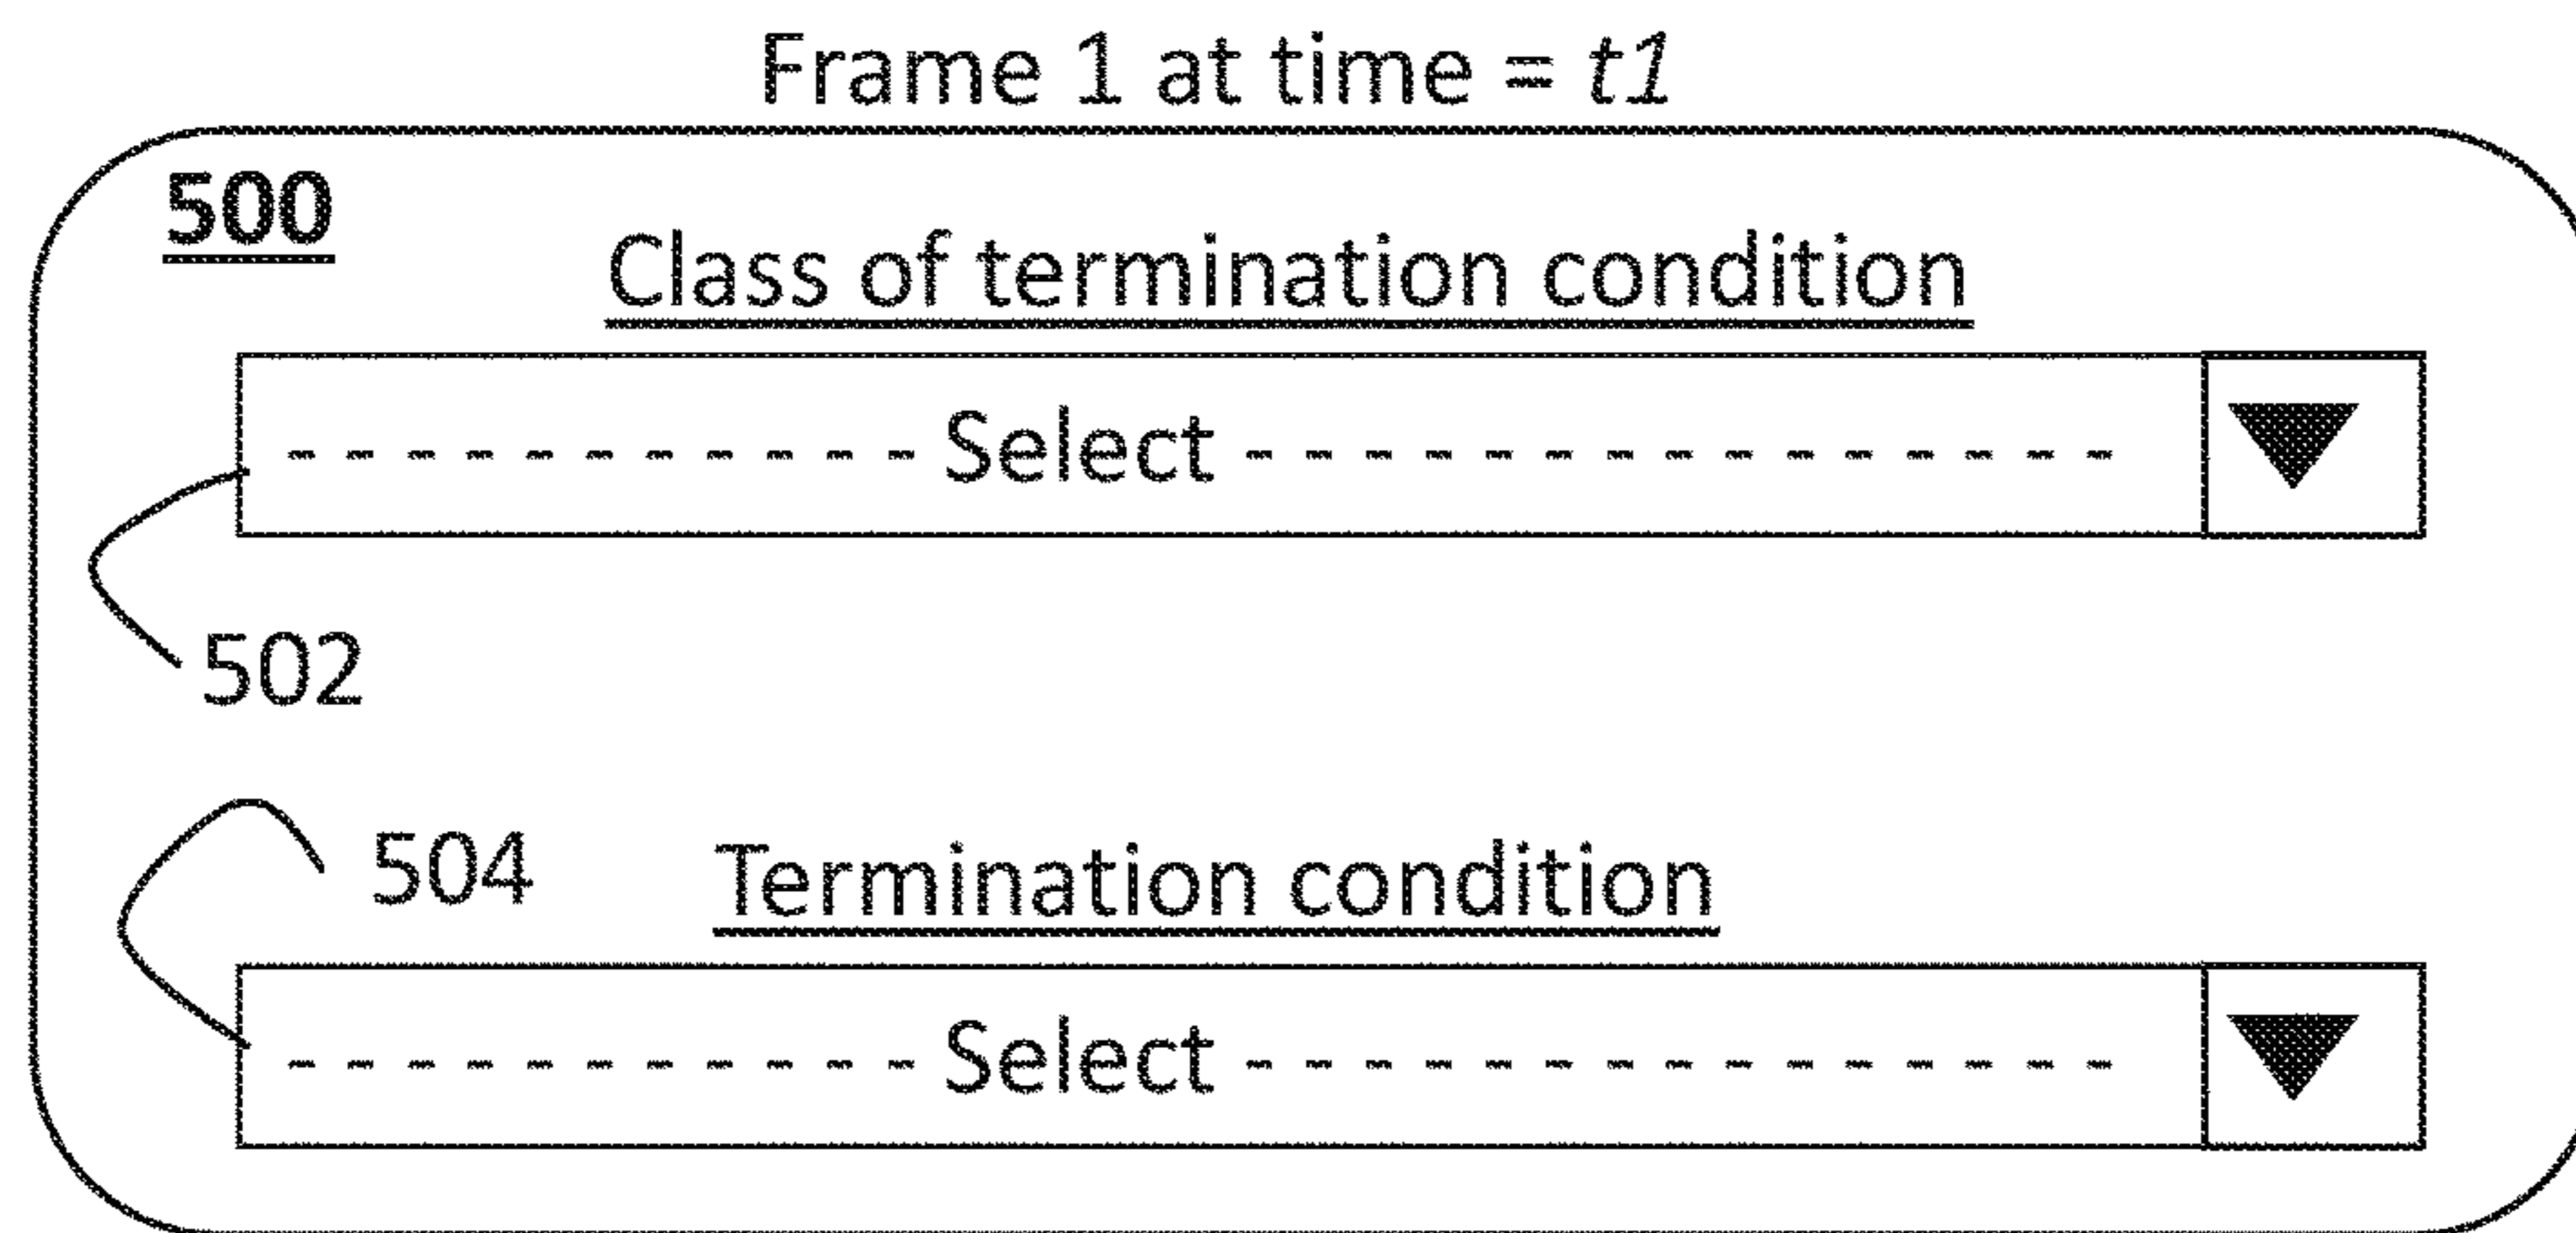 Frame 1 at time = t1
500
Class of termination condition
- - - - - - - - - - - Select - - - - - - - - - - - - - - -
502
504 Termination condition
- - - - - - - - - - - Select - - - - - - - - - - - - - - -